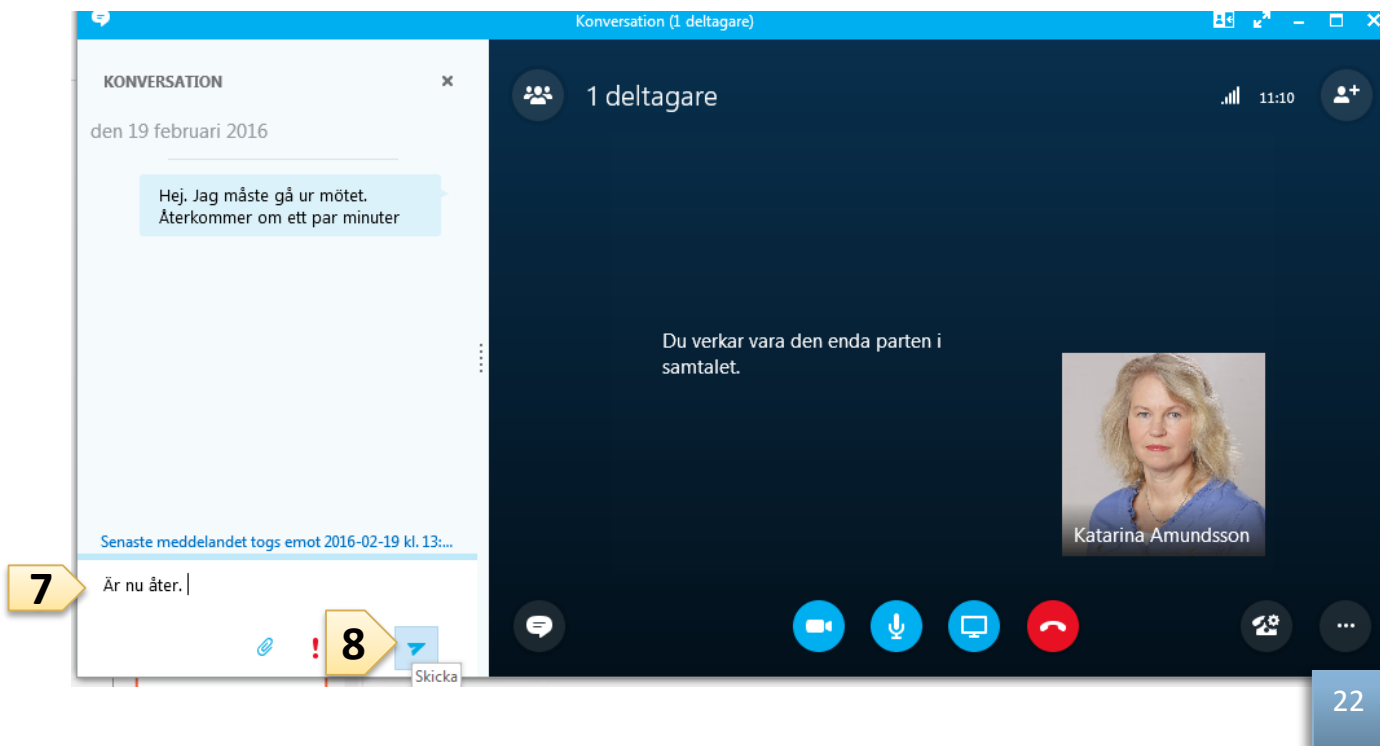 Konversation (1 deltagare)
KONVERSATION
den 19 februari 2016
Hej. Jag måste gå ur mötet.
Återkommer om ett par minuter
1 deltagare
11:10
Du verkar vara den enda parten i
samtalet.
Katarina Amundsson
Senaste meddelandet togs emot 2016-02-19 kl. 13:...
7
Är nu åter.
!
8
Skicka
22